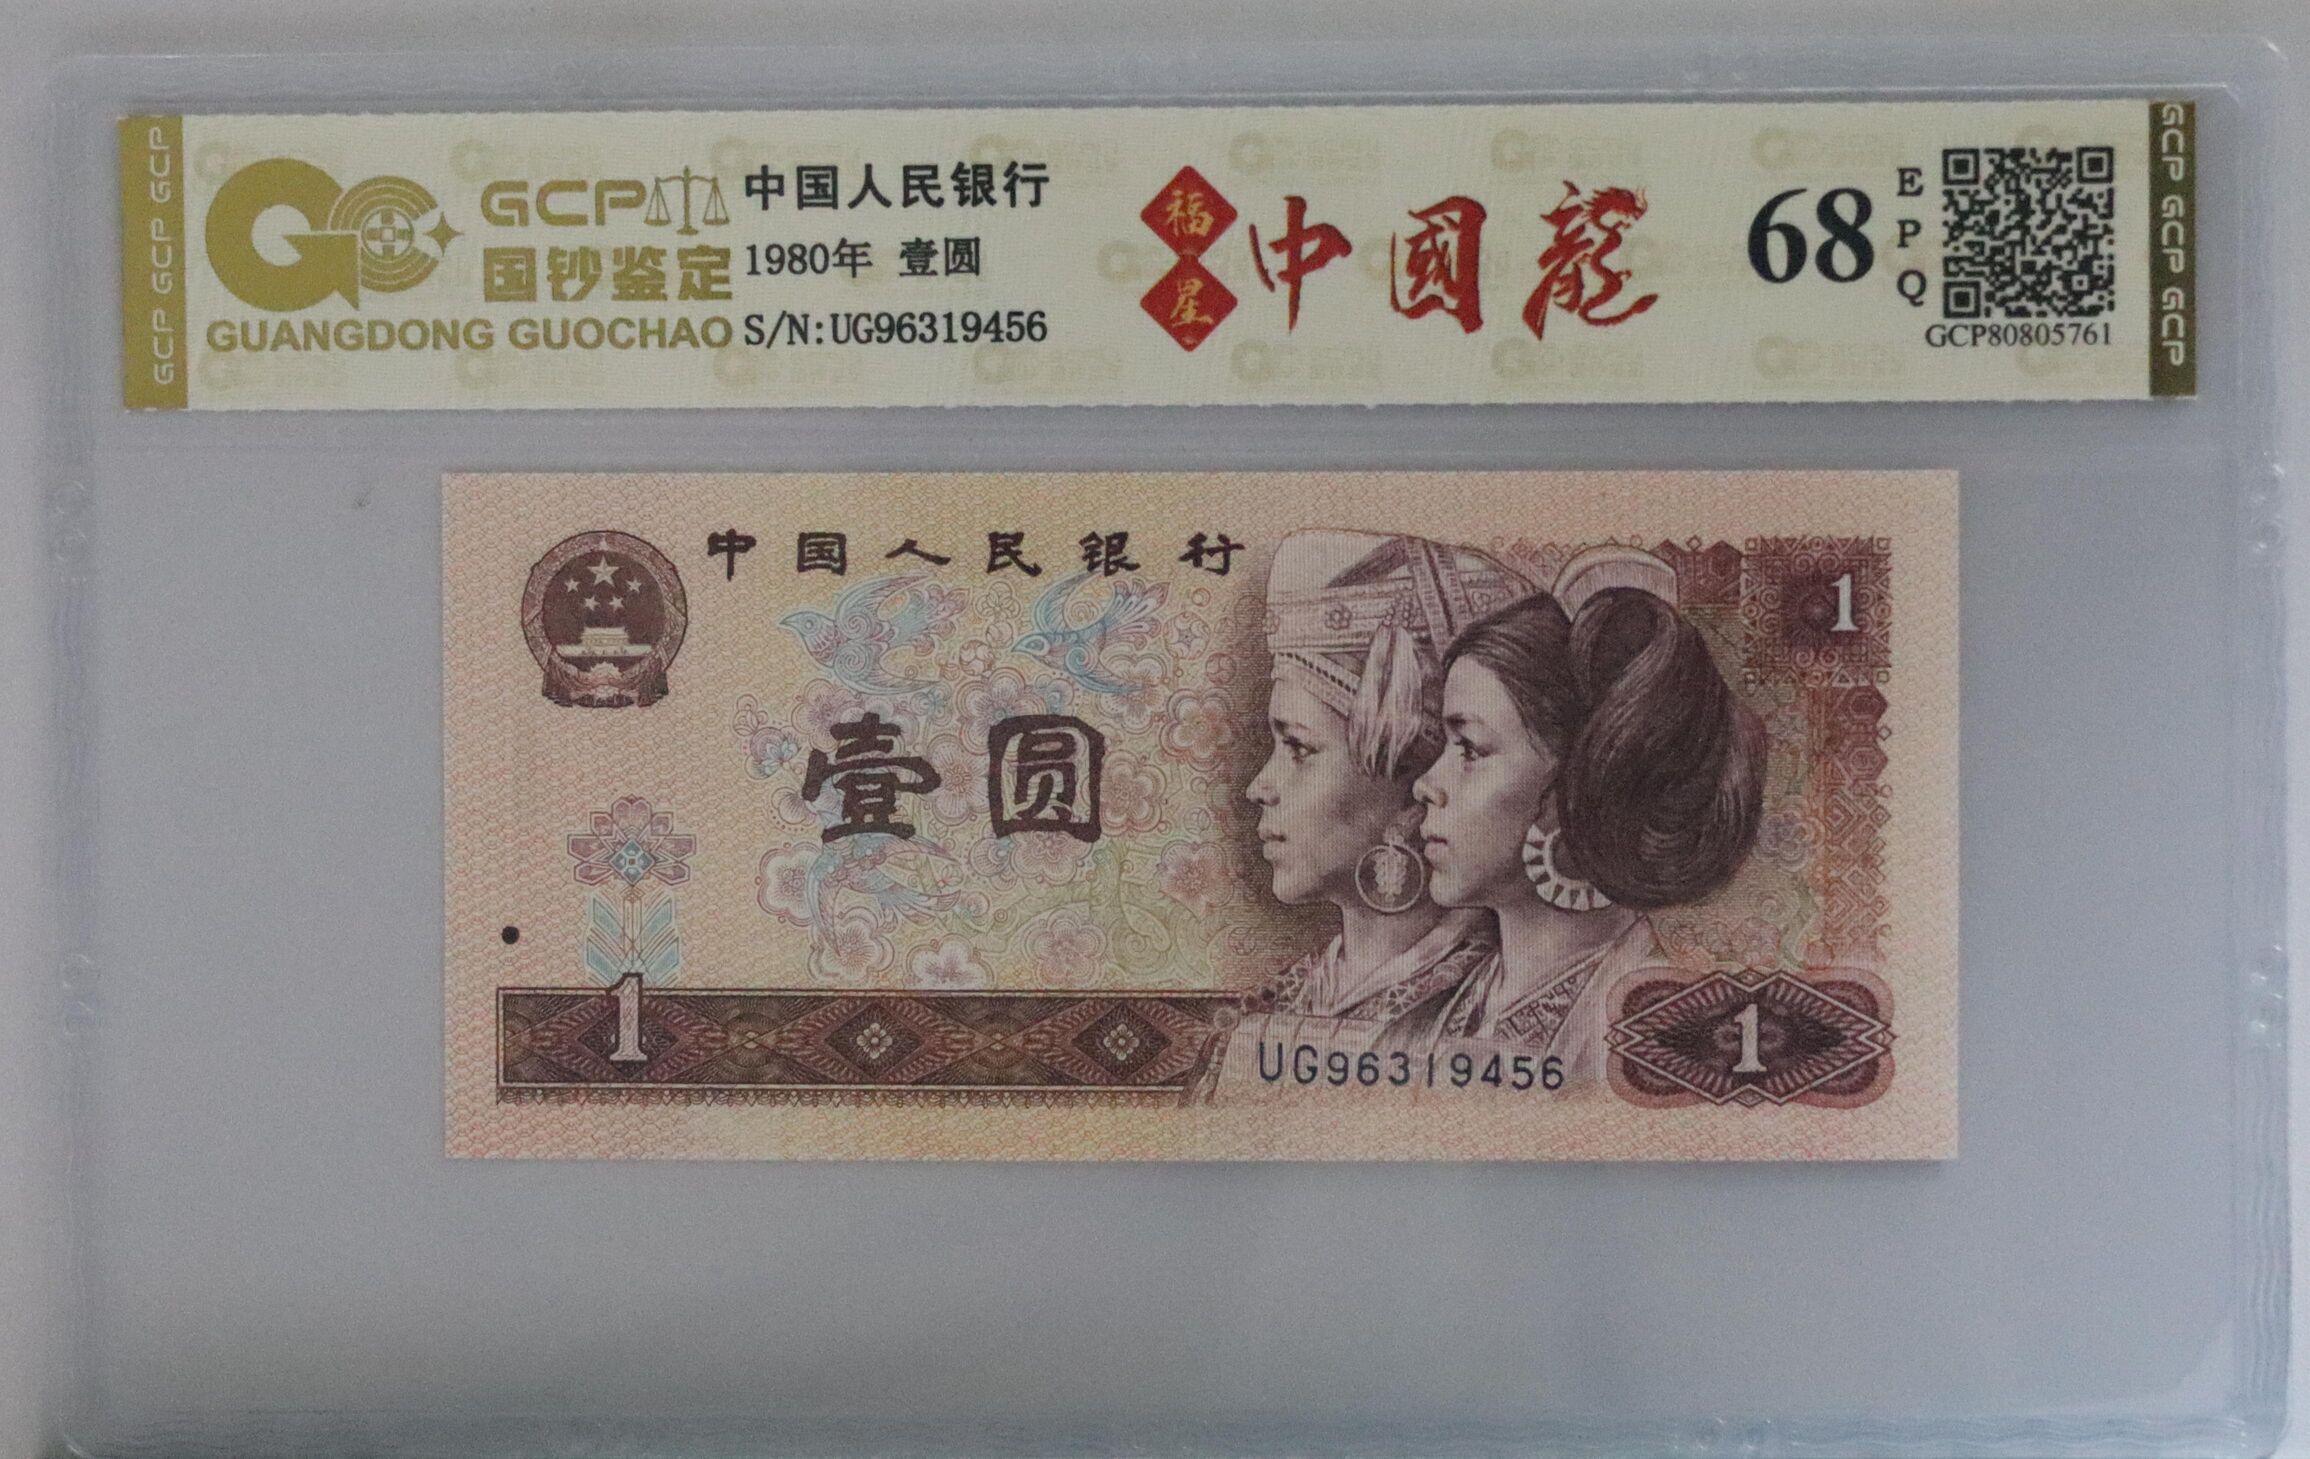 GCP GCP GCP
GCP
国钞鉴定
GUANGDONG GUOCHAO
中国人民银行
1980年 壹圆
S/N:UG96319456
福星
中國龍
68
EPQ
GCP80805761
GCP GCP GCP
中国人民银行
1
壹圆
1
UG96319456
1